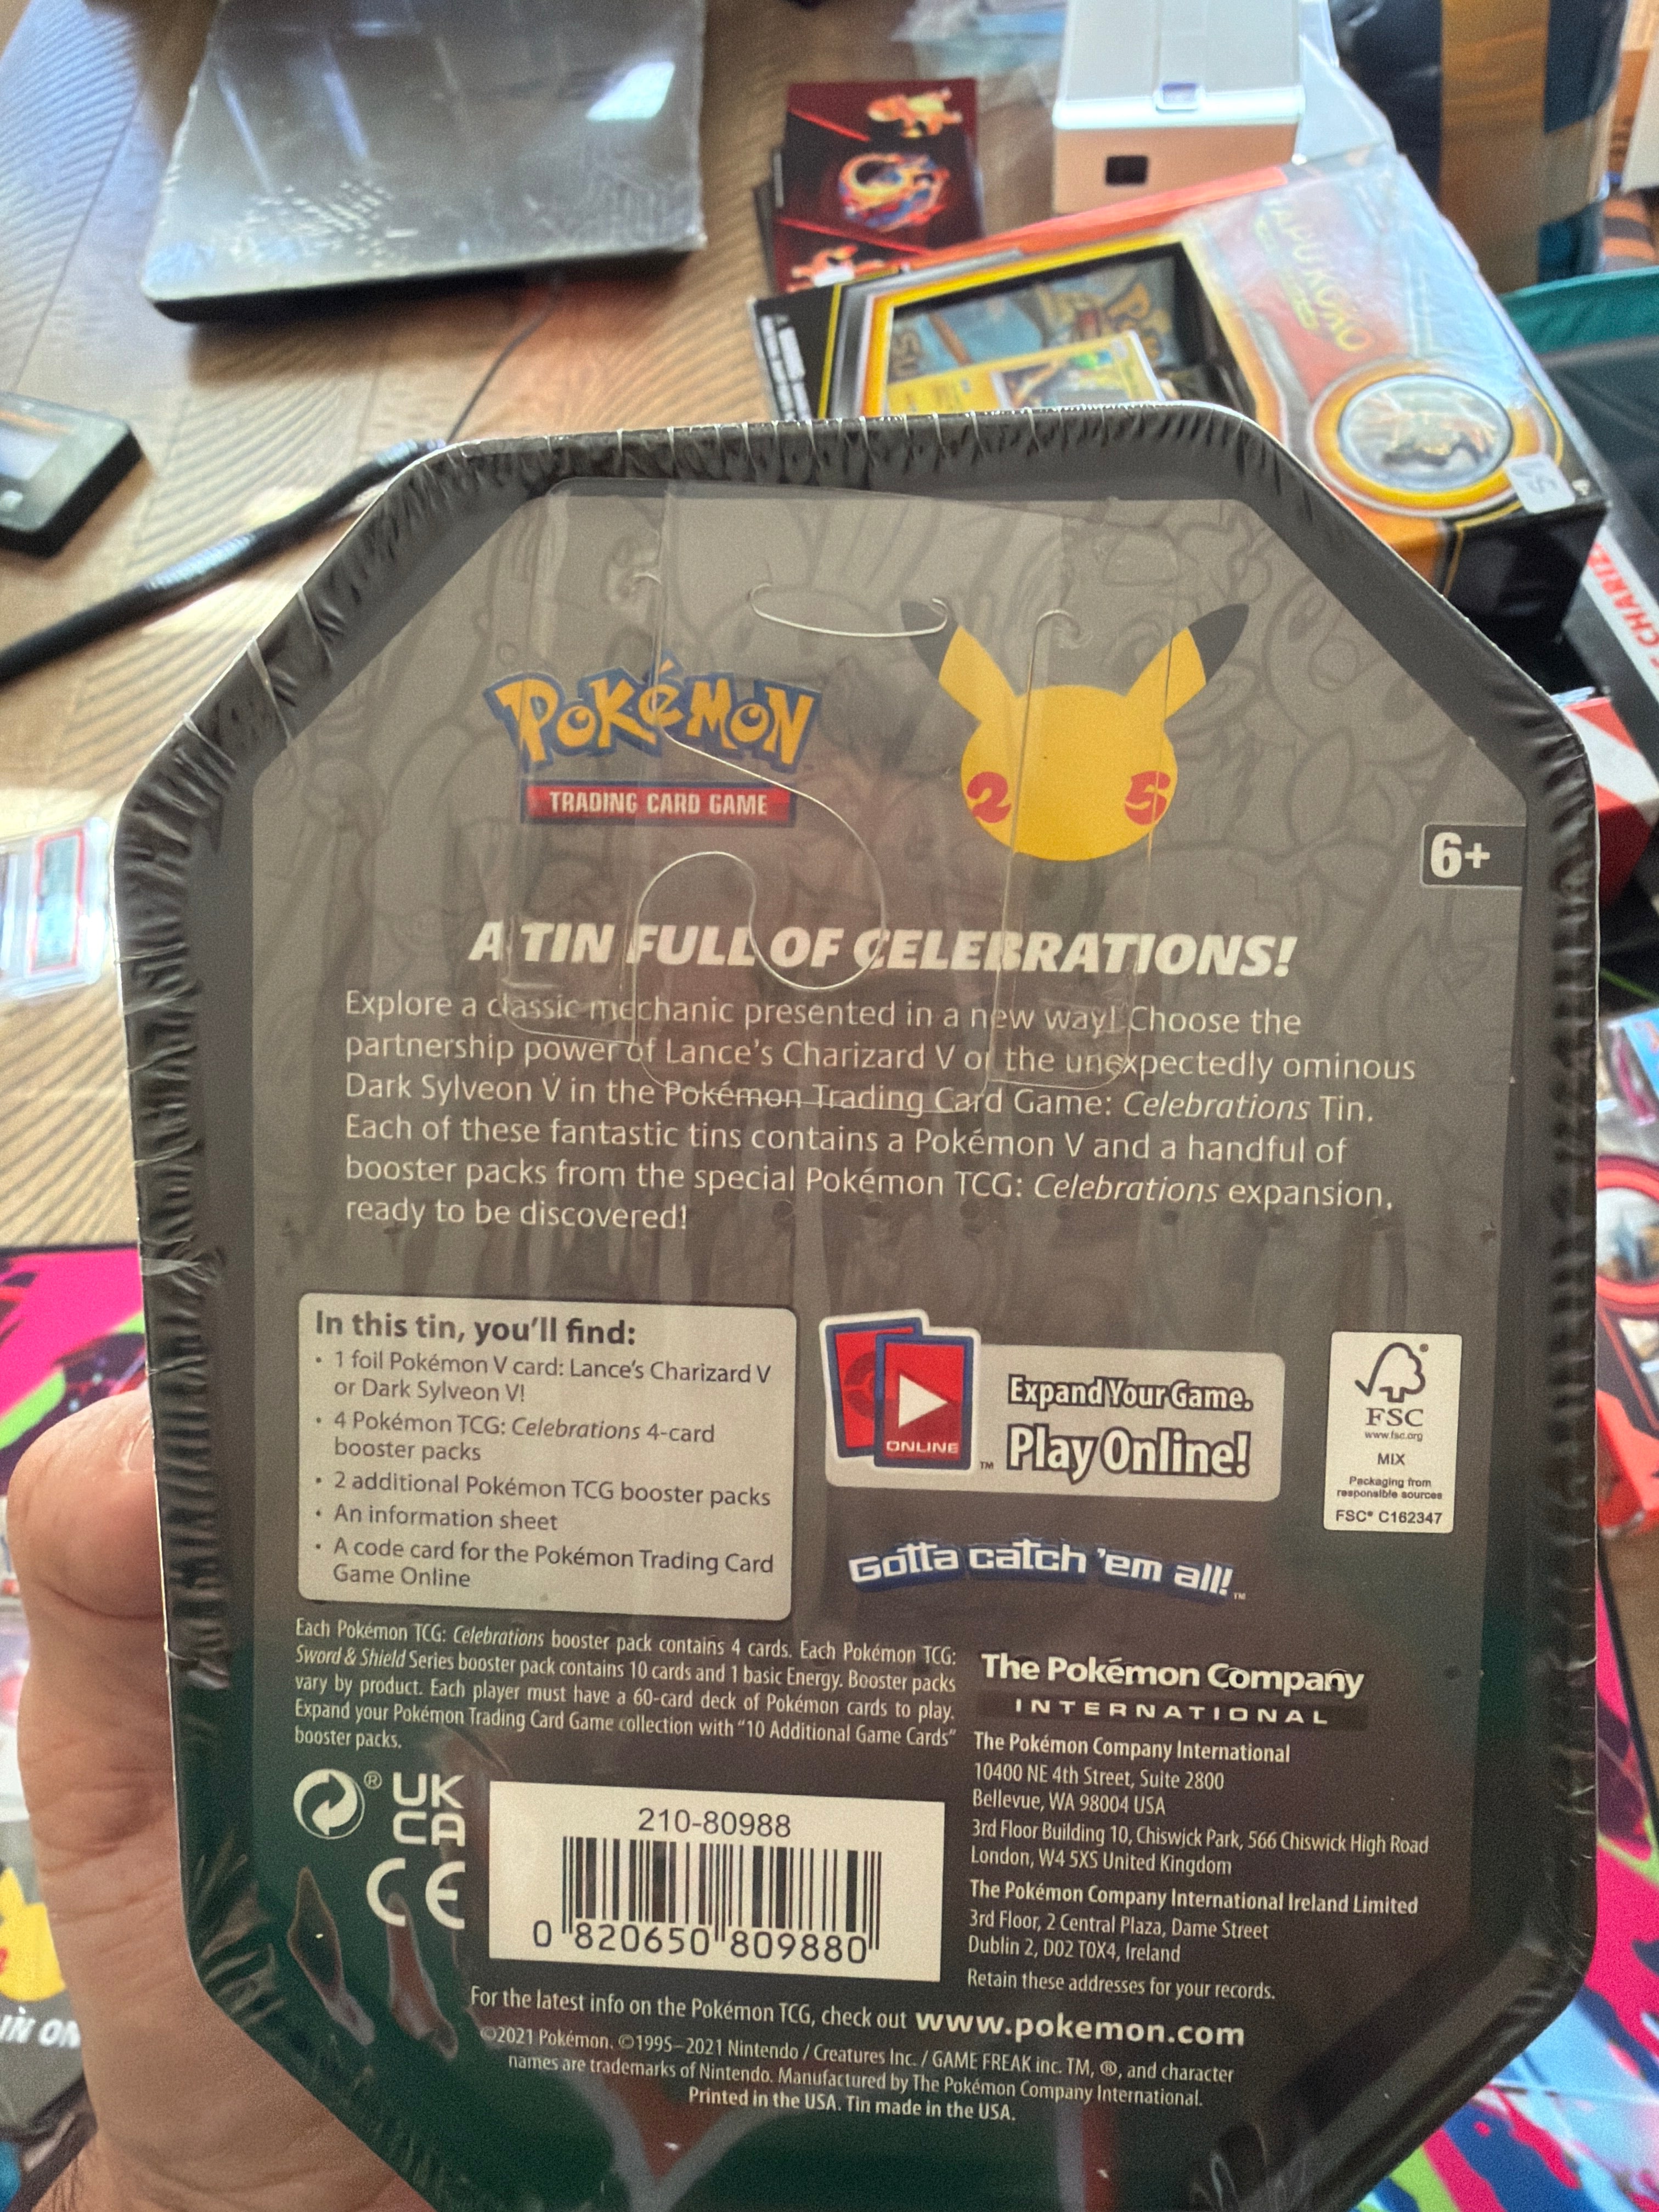 TAPU KOKO
CHARIZ
POKéMON
TRADING CARD GAME
2 5
6+
A TIN FULL OF CELEBRATIONS!
Explore a classic mechanic presented in a new way! Choose the
partnership power of Lance's Charizard V or the unexpectedly ominous
Dark Sylveon V in the Pokémon Trading Card Game: Celebrations Tin.
Each of these fantastic tins contains a Pokémon V and a handful of
booster packs from the special Pokémon TCG: Celebrations expansion,
ready to be discovered!
In this tin, you'll find:
• 1 foil Pokémon V card: Lance's Charizard V
or Dark Sylveon V!
• 4 Pokémon TCG: Celebrations 4-card
booster packs
• 2 additional Pokémon TCG booster packs
• An information sheet
• A code card for the Pokémon Trading Card
Game Online
ONLINE ™
Expand Your Game.
Play Online!
Gotta catch 'em all!™
FSC
www.fsc.org
MIX
Packaging from
responsible sources
FSC® C162347
Each Pokémon TCG: Celebrations booster pack contains 4 cards. Each Pokémon TCG:
Sword & Shield Series booster pack contains 10 cards and 1 basic Energy. Booster packs
vary by product. Each player must have a 60-card deck of Pokémon cards to play.
Expand your Pokémon Trading Card Game collection with "10 Additional Game Cards"
booster packs.
The Pokémon Company
INTERNATIONAL
The Pokémon Company International
10400 NE 4th Street, Suite 2800
Bellevue, WA 98004 USA
3rd Floor Building 10, Chiswick Park, 566 Chiswick High Road
London, W4 5XS United Kingdom
The Pokémon Company International Ireland Limited
3rd Floor, 2 Central Plaza, Dame Street
Dublin 2, D02 T0X4, Ireland
Retain these addresses for your records.
®
UK
CA
CE
210-80988
0 820650 809880
For the latest info on the Pokémon TCG, check out www.pokemon.com
©2021 Pokémon. ©1995–2021 Nintendo / Creatures Inc. / GAME FREAK inc. TM, ®, and character
names are trademarks of Nintendo. Manufactured by The Pokémon Company International.
Printed in the USA. Tin made in the USA.
IN ON